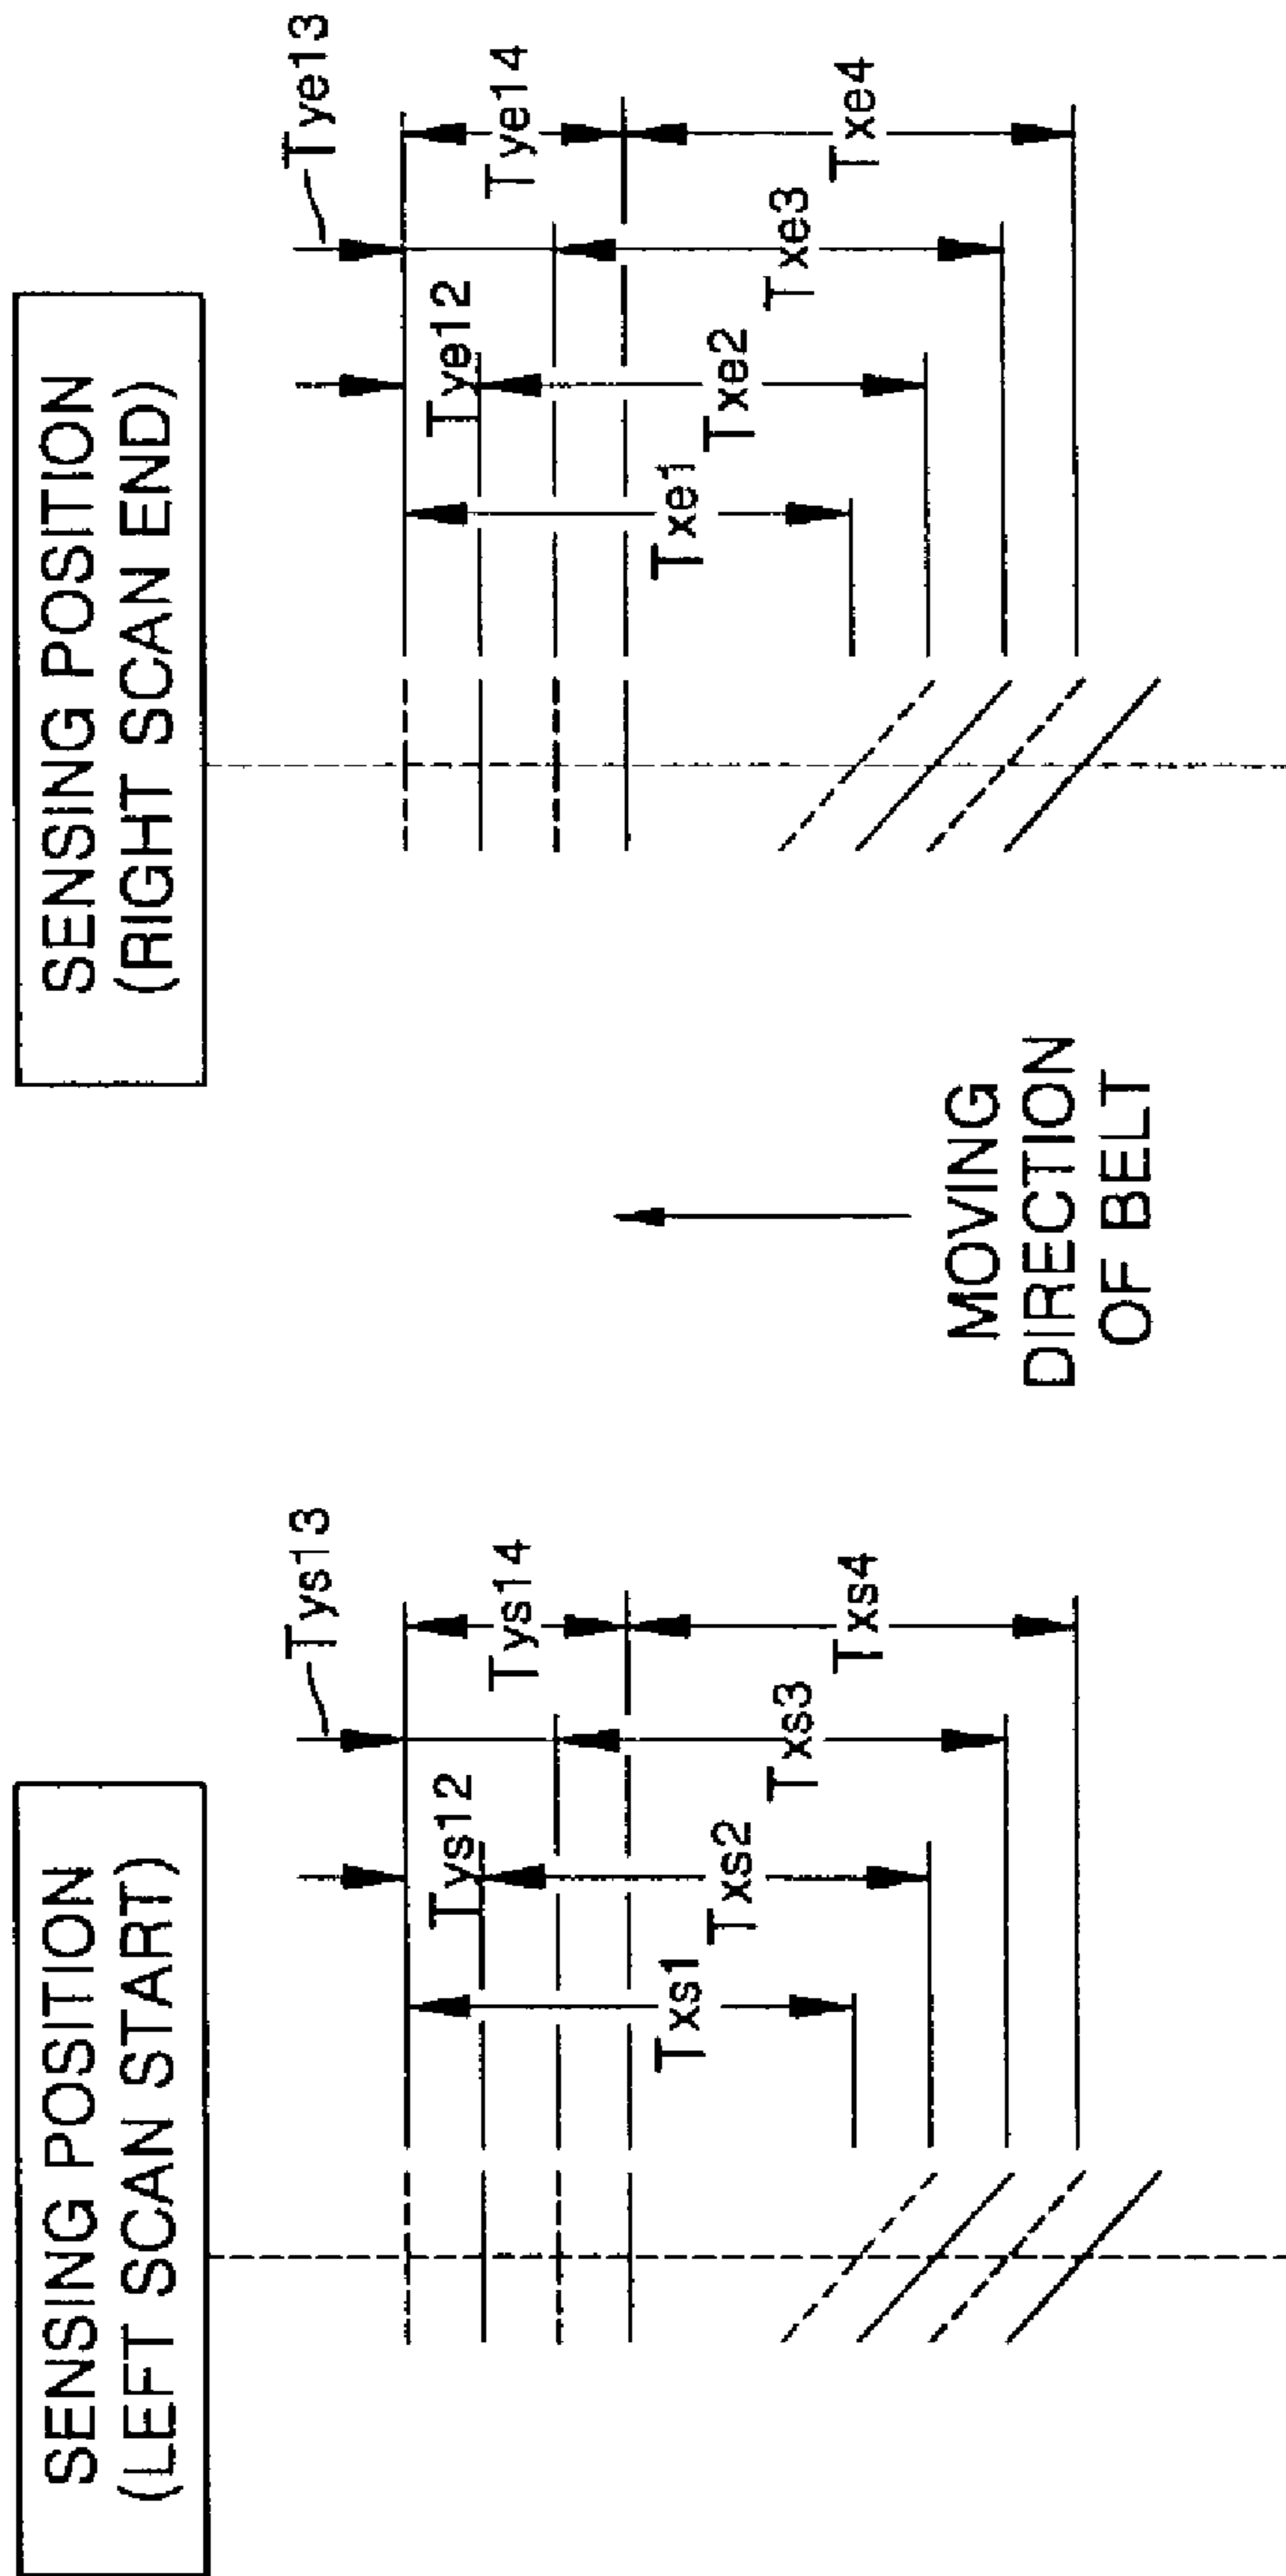 SENSING POSITION
(LEFT SCAN START)
Tys13
Tys12
Tys14
Txs1
Txs2
Txs3
Txs4
MOVING
DIRECTION
OF BELT
SENSING POSITION
(RIGHT SCAN END)
Tye13
Tye12
Tye14
Txe1
Txe2
Txe3
Txe4